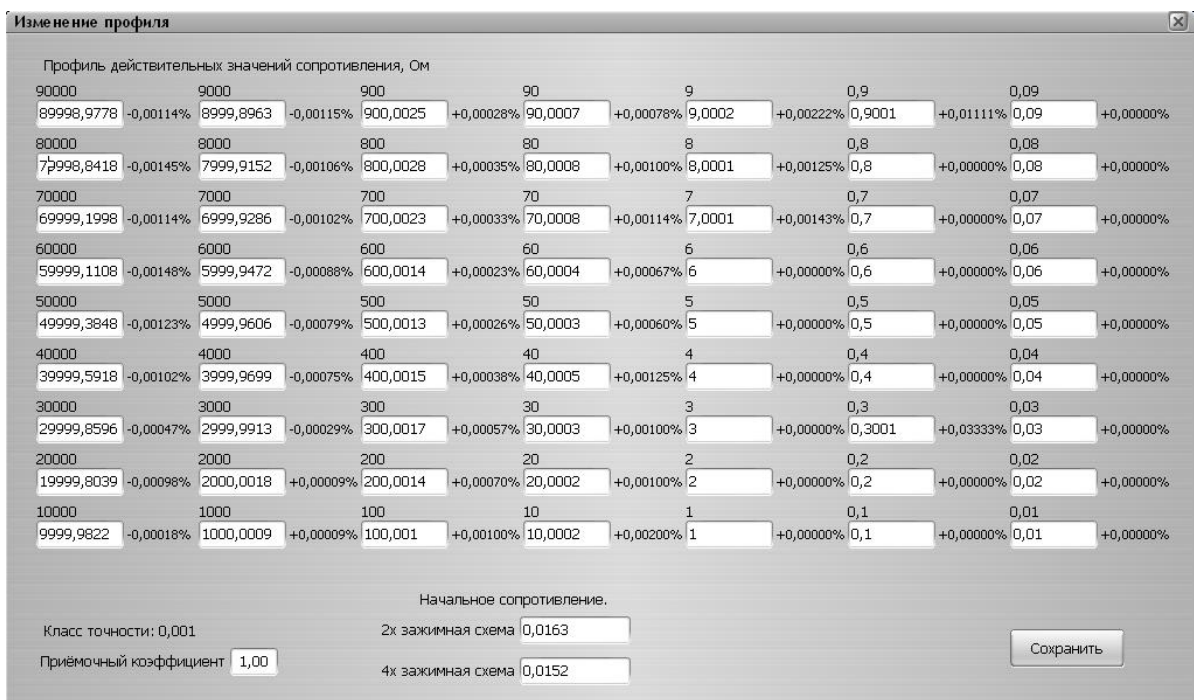 Изменение профиля
Профиль действительных значений сопротивления, Ом
90000 9000 900 90 9 0,9 0,09
89998,9778 -0,00114% 8999,8963 -0,00115% 900,0025 +0,00028% 90,0007 +0,00078% 9,0002 +0,00222% 0,9001 +0,01111% 0,09 +0,00000%
80000 8000 800 80 8 0,8 0,08
79998,8418 -0,00145% 7999,9152 -0,00106% 800,0028 +0,00035% 80,0008 +0,00100% 8,0001 +0,00125% 0,8 +0,00000% 0,08 +0,00000%
70000 7000 700 70 7 0,7 0,07
69999,1998 -0,00114% 6999,9286 -0,00102% 700,0023 +0,00033% 70,0008 +0,00114% 7,0001 +0,00143% 0,7 +0,00000% 0,07 +0,00000%
60000 6000 600 60 6 0,6 0,06
59999,1108 -0,00148% 5999,9472 -0,00088% 600,0014 +0,00023% 60,0004 +0,00067% 6 +0,00000% 0,6 +0,00000% 0,06 +0,00000%
50000 5000 500 50 5 0,5 0,05
49999,3848 -0,00123% 4999,9606 -0,00079% 500,0013 +0,00026% 50,0003 +0,00060% 5 +0,00000% 0,5 +0,00000% 0,05 +0,00000%
40000 4000 400 40 4 0,4 0,04
39999,5918 -0,00102% 3999,9699 -0,00075% 400,0015 +0,00038% 40,0005 +0,00125% 4 +0,00000% 0,4 +0,00000% 0,04 +0,00000%
30000 3000 300 30 3 0,3 0,03
29999,8596 -0,00047% 2999,9913 -0,00029% 300,0017 +0,00057% 30,0003 +0,00100% 3 +0,00000% 0,3001 +0,03333% 0,03 +0,00000%
20000 2000 200 20 2 0,2 0,02
19999,8039 -0,00098% 2000,0018 +0,00009% 200,0014 +0,00070% 20,0002 +0,00100% 2 +0,00000% 0,2 +0,00000% 0,02 +0,00000%
10000 1000 100 10 1 0,1 0,01
9999,9822 -0,00018% 1000,0009 +0,00009% 100,001 +0,00100% 10,0002 +0,00200% 1 +0,00000% 0,1 +0,00000% 0,01 +0,00000%
Начальное сопротивление.
Класс точности: 0,001
2х зажимная схема 0,0163
Приёмочный коэффициент 1,00
4х зажимная схема 0,0152
Сохранить